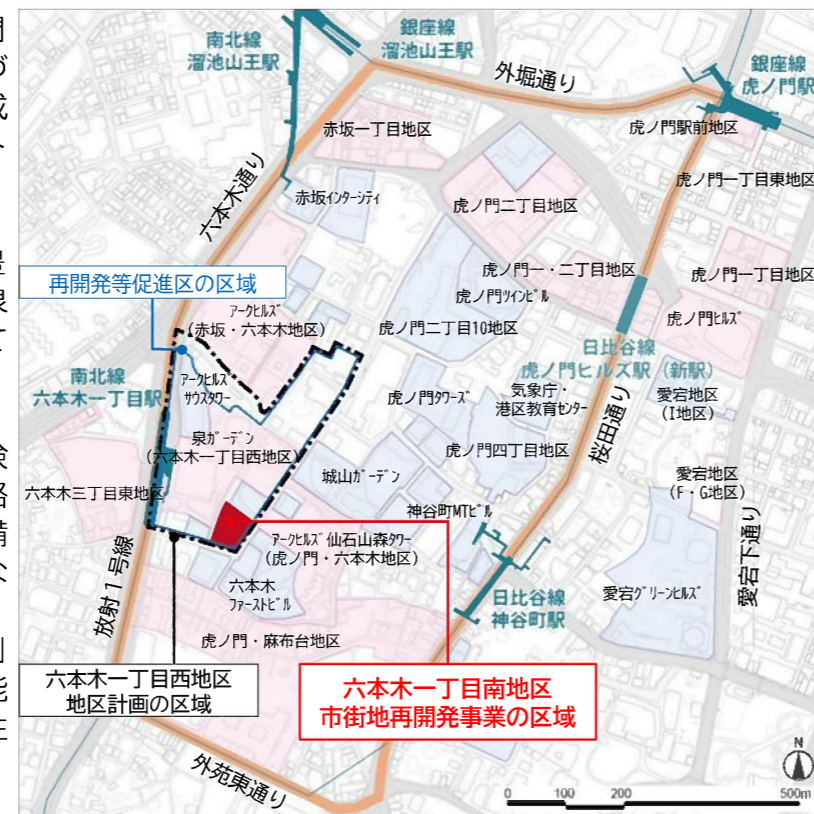 南北線
溜池山王駅
銀座線
溜池山王駅
外堀通り
銀座線
虎ノ門駅
赤坂一丁目地区
虎ノ門駅前地区
六本木通り
虎ノ門一丁目東地区
赤坂インターシティ
虎ノ門二丁目地区
虎ノ門一・二丁目地区
虎ノ門一丁目地区
再開発等促進区の区域
虎ノ門ツインビル
アークヒルズ
(赤坂・六本木地区)
虎ノ門二丁目10地区
虎ノ門ヒルズ
日比谷線
虎ノ門ヒルズ駅(新駅)
南北線
六本木一丁目駅
アークヒルズ
サウスタワー
虎ノ門タワーズ
気象庁・
港区教育センター
愛宕地区
(I地区)
桜田通り
泉ガーデン
(六本木一丁目西地区)
虎ノ門四丁目地区
城山ガーデン
愛宕地区
(F・G地区)
六本木三丁目東地区
神谷町MTビル
アークヒルズ仙石山森タワー
(虎ノ門・六本木地区)
愛宕下通り
放射1号線
六本木
ファーストビル
日比谷線
神谷町駅
愛宕グリーンヒルズ
虎ノ門・麻布台地区
六本木一丁目西地区
地区計画の区域
六本木一丁目南地区
市街地再開発事業の区域
外苑東通り
N
0 100 200 500m